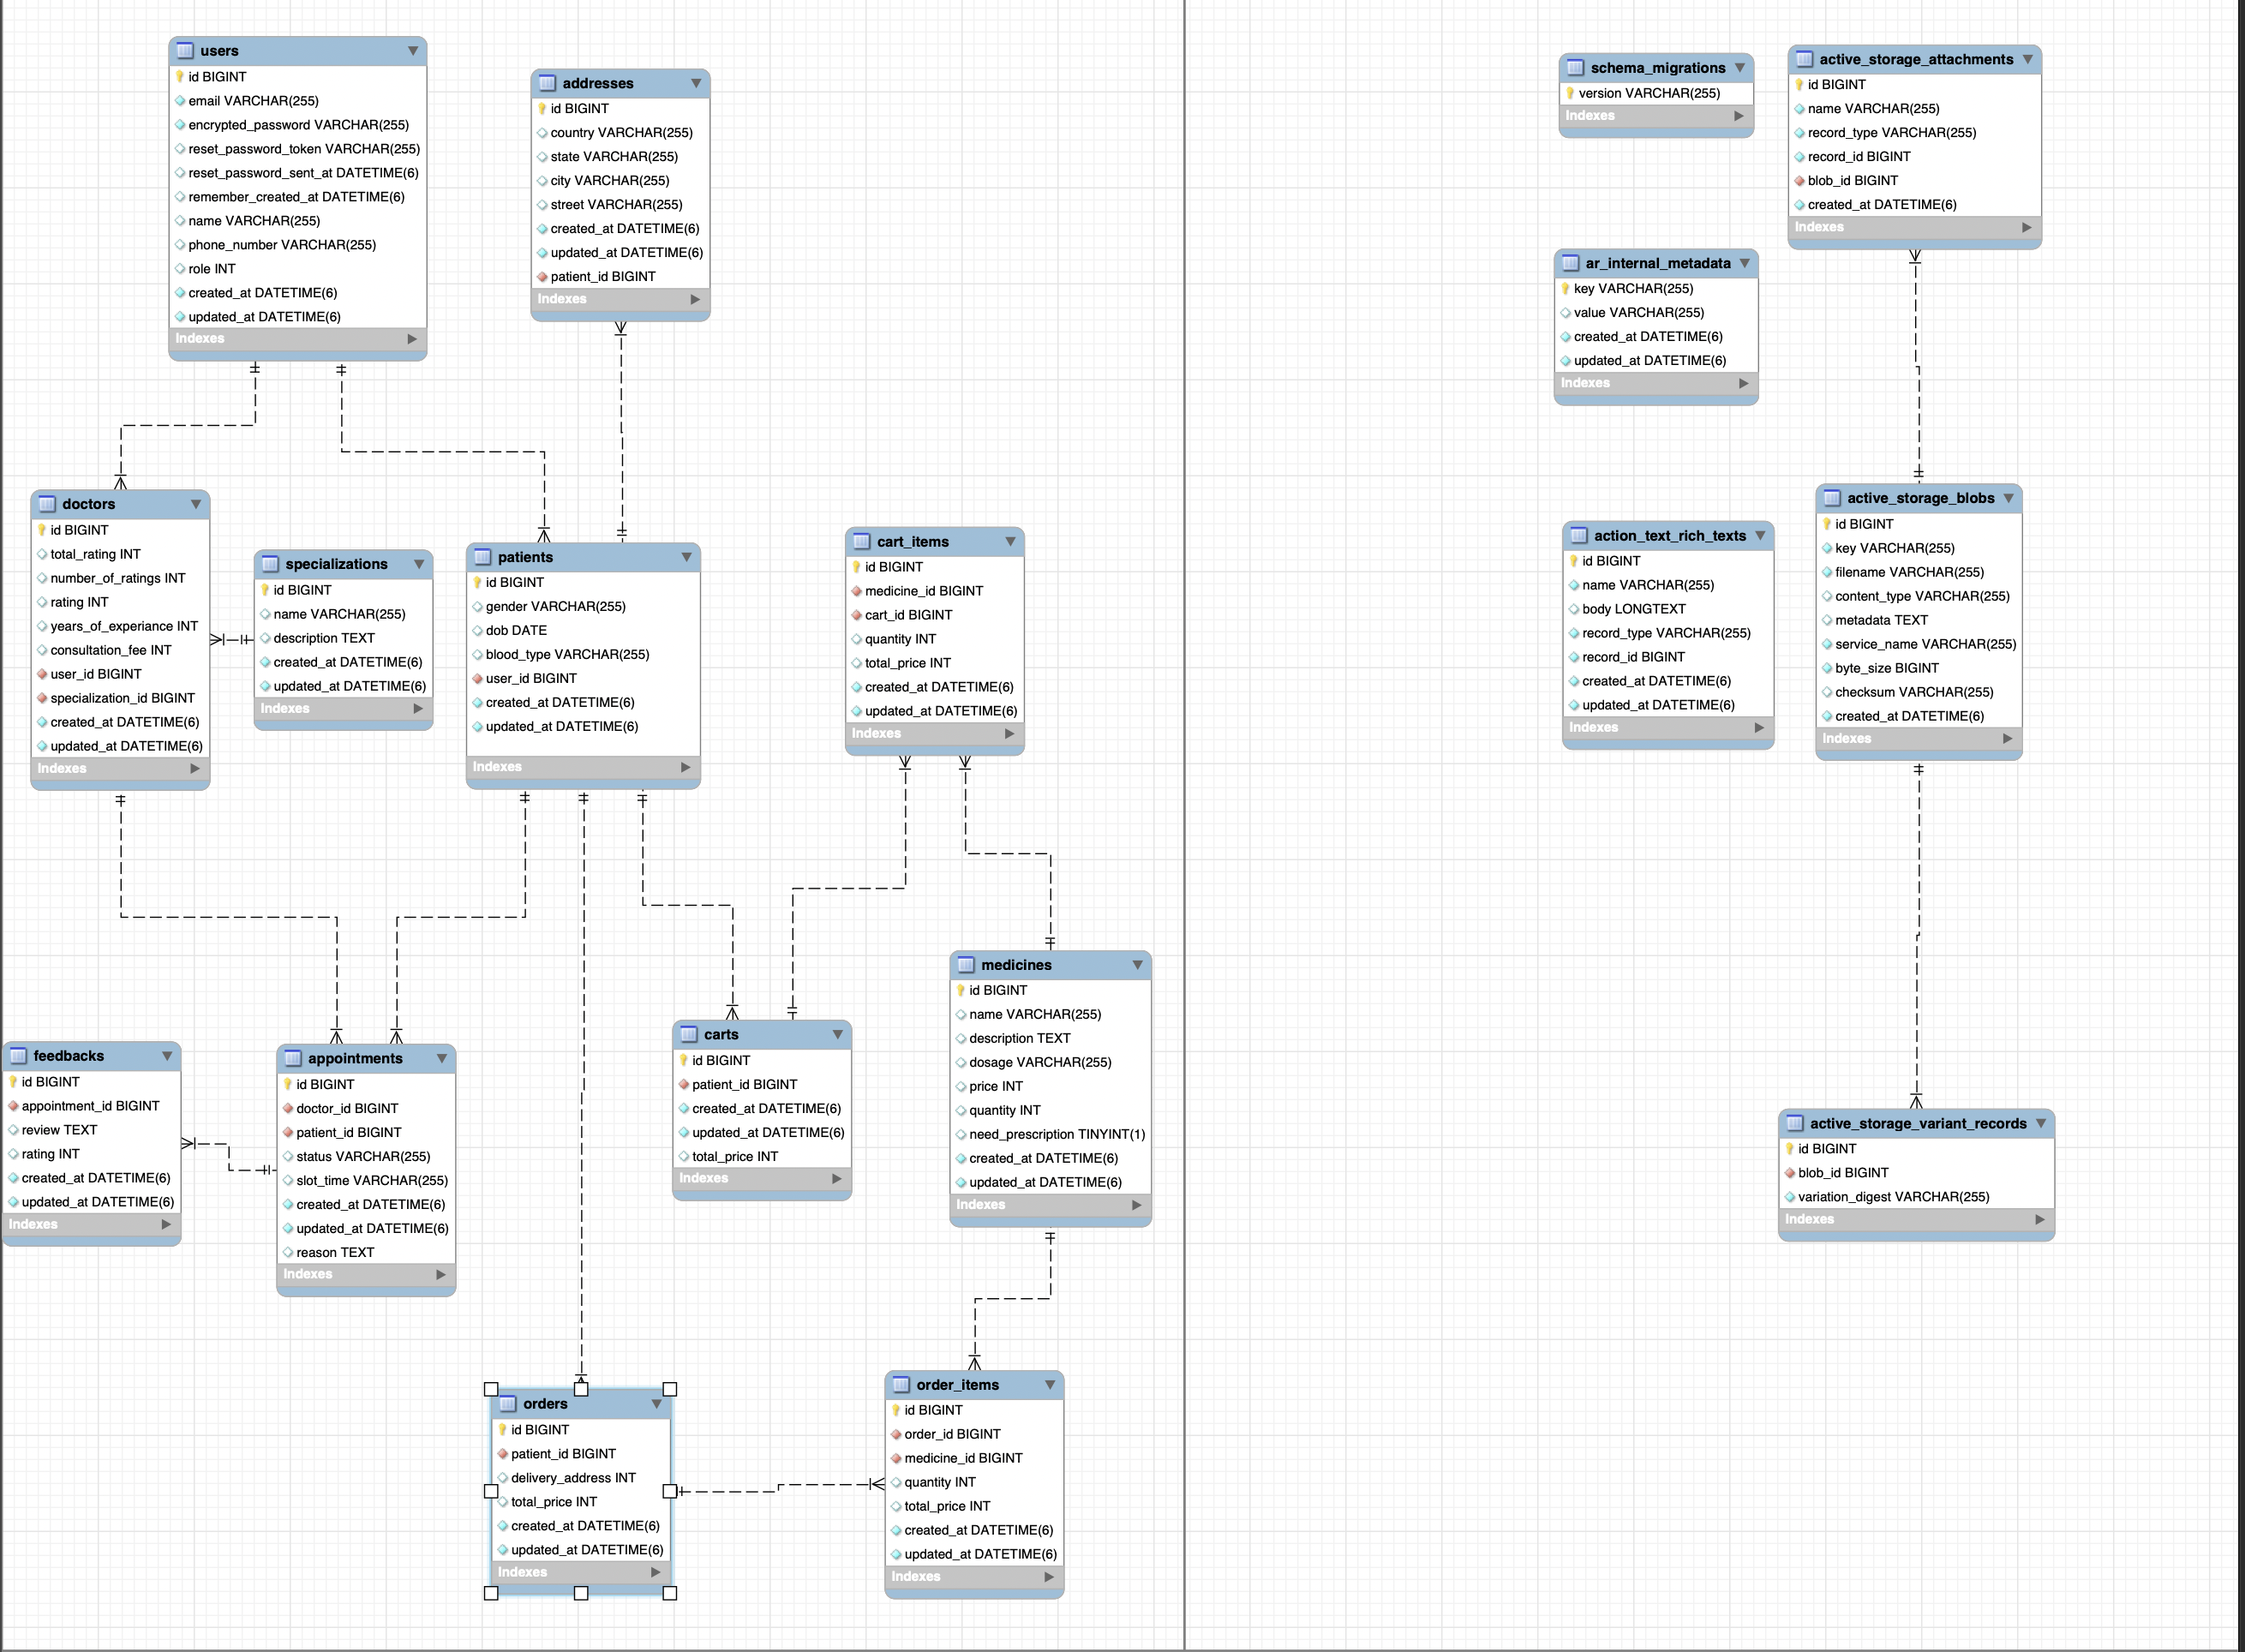 users
id BIGINT
email VARCHAR(255)
encrypted_password VARCHAR(255)
reset_password_token VARCHAR(255)
reset_password_sent_at DATETIME(6)
remember_created_at DATETIME(6)
name VARCHAR(255)
phone_number VARCHAR(255)
role INT
created_at DATETIME(6)
updated_at DATETIME(6)
Indexes
addresses
id BIGINT
country VARCHAR(255)
state VARCHAR(255)
city VARCHAR(255)
street VARCHAR(255)
created_at DATETIME(6)
updated_at DATETIME(6)
patient_id BIGINT
Indexes
schema_migrations
version VARCHAR(255)
Indexes
active_storage_attachments
id BIGINT
name VARCHAR(255)
record_type VARCHAR(255)
record_id BIGINT
blob_id BIGINT
created_at DATETIME(6)
Indexes
ar_internal_metadata
key VARCHAR(255)
value VARCHAR(255)
created_at DATETIME(6)
updated_at DATETIME(6)
Indexes
doctors
id BIGINT
total_rating INT
number_of_ratings INT
rating INT
years_of_experiance INT
consultation_fee INT
user_id BIGINT
specialization_id BIGINT
created_at DATETIME(6)
updated_at DATETIME(6)
Indexes
specializations
id BIGINT
name VARCHAR(255)
description TEXT
created_at DATETIME(6)
updated_at DATETIME(6)
Indexes
patients
id BIGINT
gender VARCHAR(255)
dob DATE
blood_type VARCHAR(255)
user_id BIGINT
created_at DATETIME(6)
updated_at DATETIME(6)
Indexes
cart_items
id BIGINT
medicine_id BIGINT
cart_id BIGINT
quantity INT
total_price INT
created_at DATETIME(6)
updated_at DATETIME(6)
Indexes
action_text_rich_texts
id BIGINT
name VARCHAR(255)
body LONGTEXT
record_type VARCHAR(255)
record_id BIGINT
created_at DATETIME(6)
updated_at DATETIME(6)
Indexes
active_storage_blobs
id BIGINT
key VARCHAR(255)
filename VARCHAR(255)
content_type VARCHAR(255)
metadata TEXT
service_name VARCHAR(255)
byte_size BIGINT
checksum VARCHAR(255)
created_at DATETIME(6)
Indexes
feedbacks
id BIGINT
appointment_id BIGINT
review TEXT
rating INT
created_at DATETIME(6)
updated_at DATETIME(6)
Indexes
appointments
id BIGINT
doctor_id BIGINT
patient_id BIGINT
status VARCHAR(255)
slot_time VARCHAR(255)
created_at DATETIME(6)
updated_at DATETIME(6)
reason TEXT
Indexes
carts
id BIGINT
patient_id BIGINT
created_at DATETIME(6)
updated_at DATETIME(6)
total_price INT
Indexes
medicines
id BIGINT
name VARCHAR(255)
description TEXT
dosage VARCHAR(255)
price INT
quantity INT
need_prescription TINYINT(1)
created_at DATETIME(6)
updated_at DATETIME(6)
Indexes
active_storage_variant_records
id BIGINT
blob_id BIGINT
variation_digest VARCHAR(255)
Indexes
orders
id BIGINT
patient_id BIGINT
delivery_address INT
total_price INT
created_at DATETIME(6)
updated_at DATETIME(6)
Indexes
order_items
id BIGINT
order_id BIGINT
medicine_id BIGINT
quantity INT
total_price INT
created_at DATETIME(6)
updated_at DATETIME(6)
Indexes